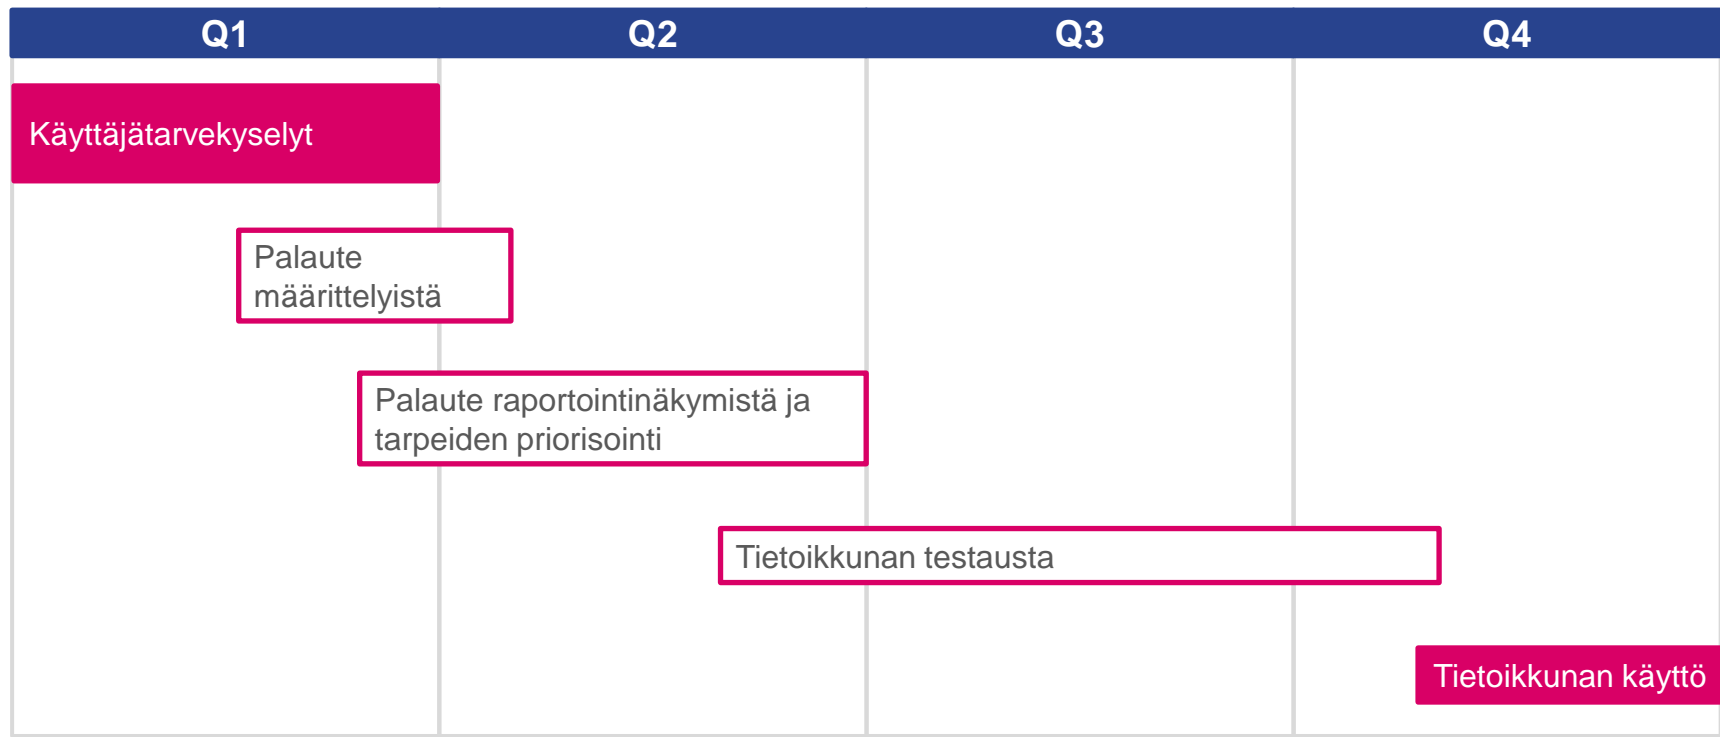 Q1 Q2 Q3 Q4
Käyttäjätarvekyselyt
Palaute
määrittelyistä
Palaute raportointinäkymistä ja
tarpeiden priorisointi
Tietoikkunan testausta
Tietoikkunan käyttö